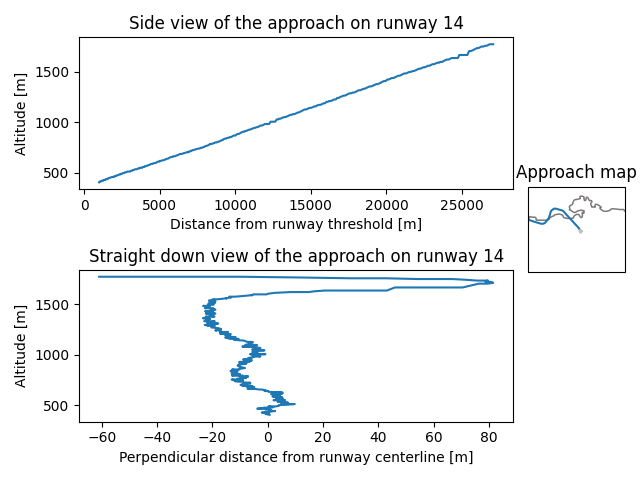 Side view of the approach on runway 14
Altitude [m]
1500
1000
500
0
5000
10000
15000
20000
25000
Distance from runway threshold [m]
Approach map
Straight down view of the approach on runway 14
Altitude [m]
1500
1000
500
−60
−40
−20
0
20
40
60
80
Perpendicular distance from runway centerline [m]